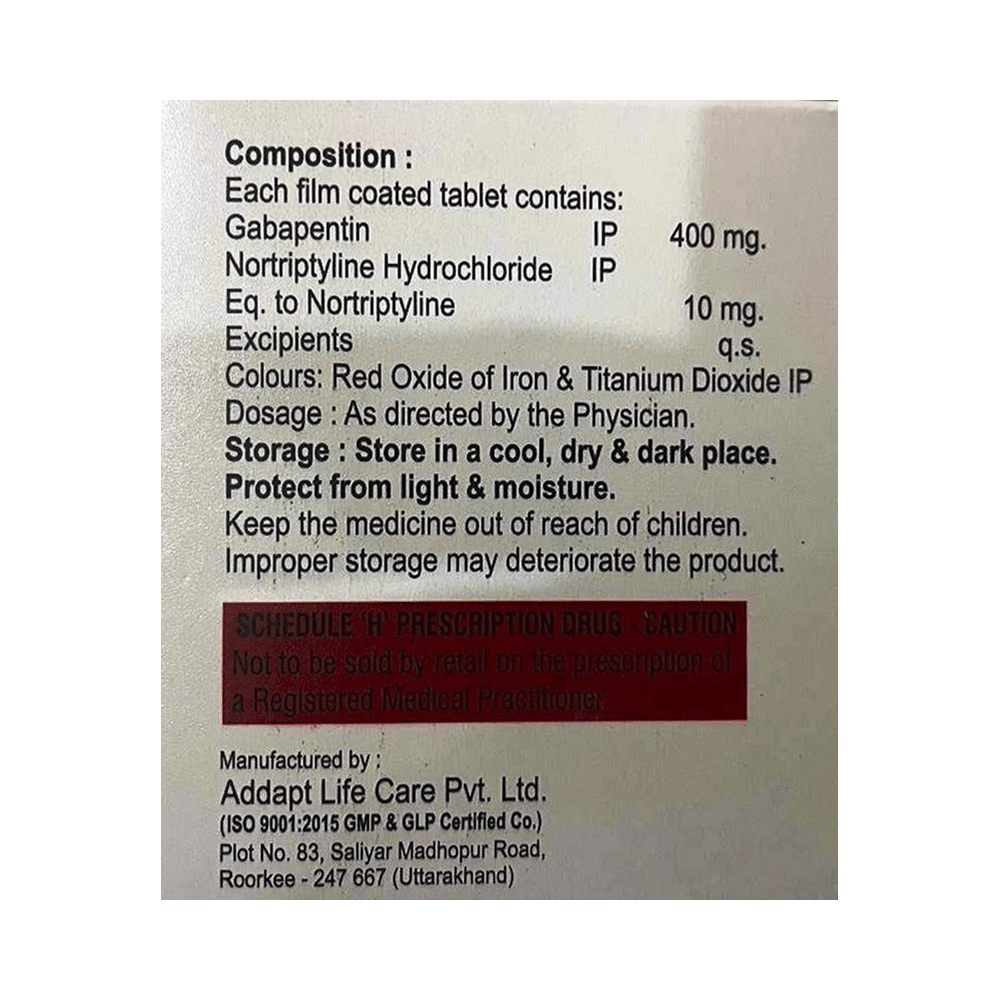 Composition :
Each film coated tablet contains:
Gabapentin IP 400 mg.
Nortriptyline Hydrochloride IP
Eq. to Nortriptyline 10 mg.
Excipients q.s.
Colours: Red Oxide of Iron & Titanium Dioxide IP
Dosage : As directed by the Physician.
Storage : Store in a cool, dry & dark place.
Protect from light & moisture.
Keep the medicine out of reach of children.
Improper storage may deteriorate the product.
SCHEDULE 'H' PRESCRIPTION DRUG - CAUTION
Not to be sold by retail on the prescription of
a Registered Medical Practitioner.
Manufactured by :
Addapt Life Care Pvt. Ltd.
(ISO 9001:2015 GMP & GLP Certified Co.)
Plot No. 83, Saliyar Madhopur Road,
Roorkee - 247 667 (Uttarakhand)